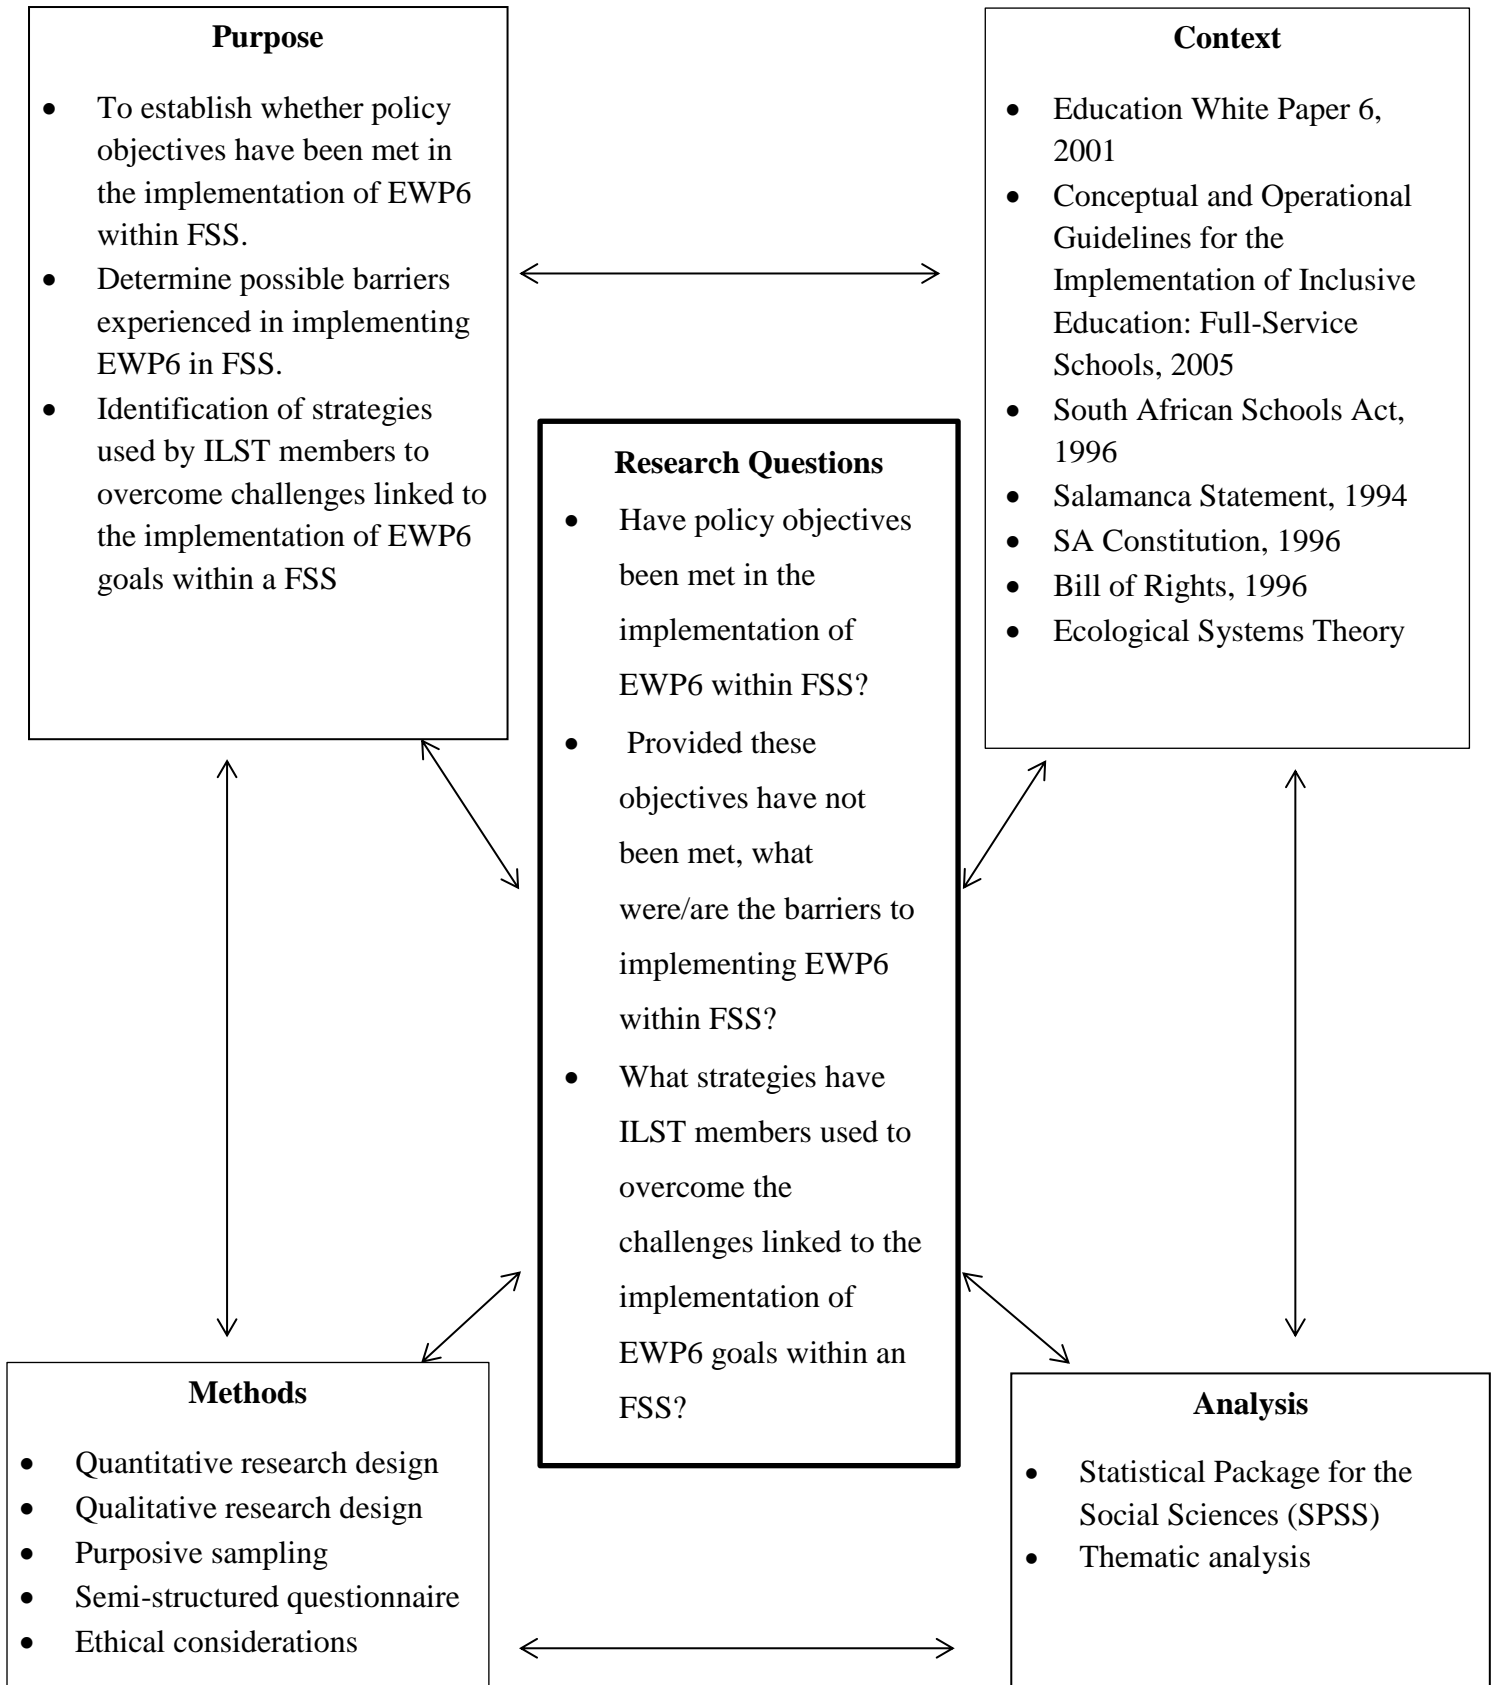 Purpose
• To establish whether policy
objectives have been met in
the implementation of EWP6
within FSS.
• Determine possible barriers
experienced in implementing
EWP6 in FSS.
• Identification of strategies
used by ILST members to
overcome challenges linked to
the implementation of EWP6
goals within a FSS
Context
• Education White Paper 6,
2001
• Conceptual and Operational
Guidelines for the
Implementation of Inclusive
Education: Full-Service
Schools, 2005
• South African Schools Act,
1996
• Salamanca Statement, 1994
• SA Constitution, 1996
• Bill of Rights, 1996
• Ecological Systems Theory
Research Questions
• Have policy objectives
been met in the
implementation of
EWP6 within FSS?
• Provided these
objectives have not
been met, what
were/are the barriers to
implementing EWP6
within FSS?
• What strategies have
ILST members used to
overcome the
challenges linked to the
implementation of
EWP6 goals within an
FSS?
Methods
• Quantitative research design
• Qualitative research design
• Purposive sampling
• Semi-structured questionnaire
• Ethical considerations
Analysis
• Statistical Package for the
Social Sciences (SPSS)
• Thematic analysis